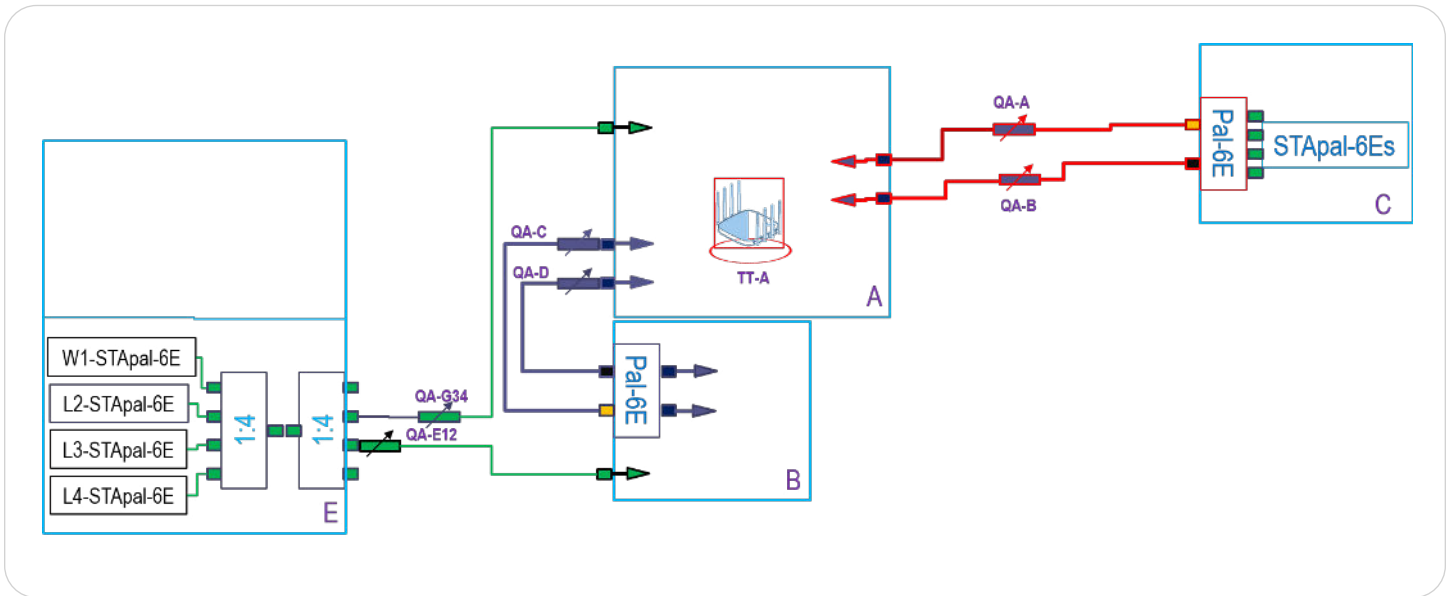 QA-A
Pal-6E
STApal-6Es
QA-B
C
QA-C
QA-D
TT-A
A
W1-STApal-6E
L2-STApal-6E
L3-STApal-6E
L4-STApal-6E
1:4
1:4
QA-G34
QA-E12
E
Pal-6E
B